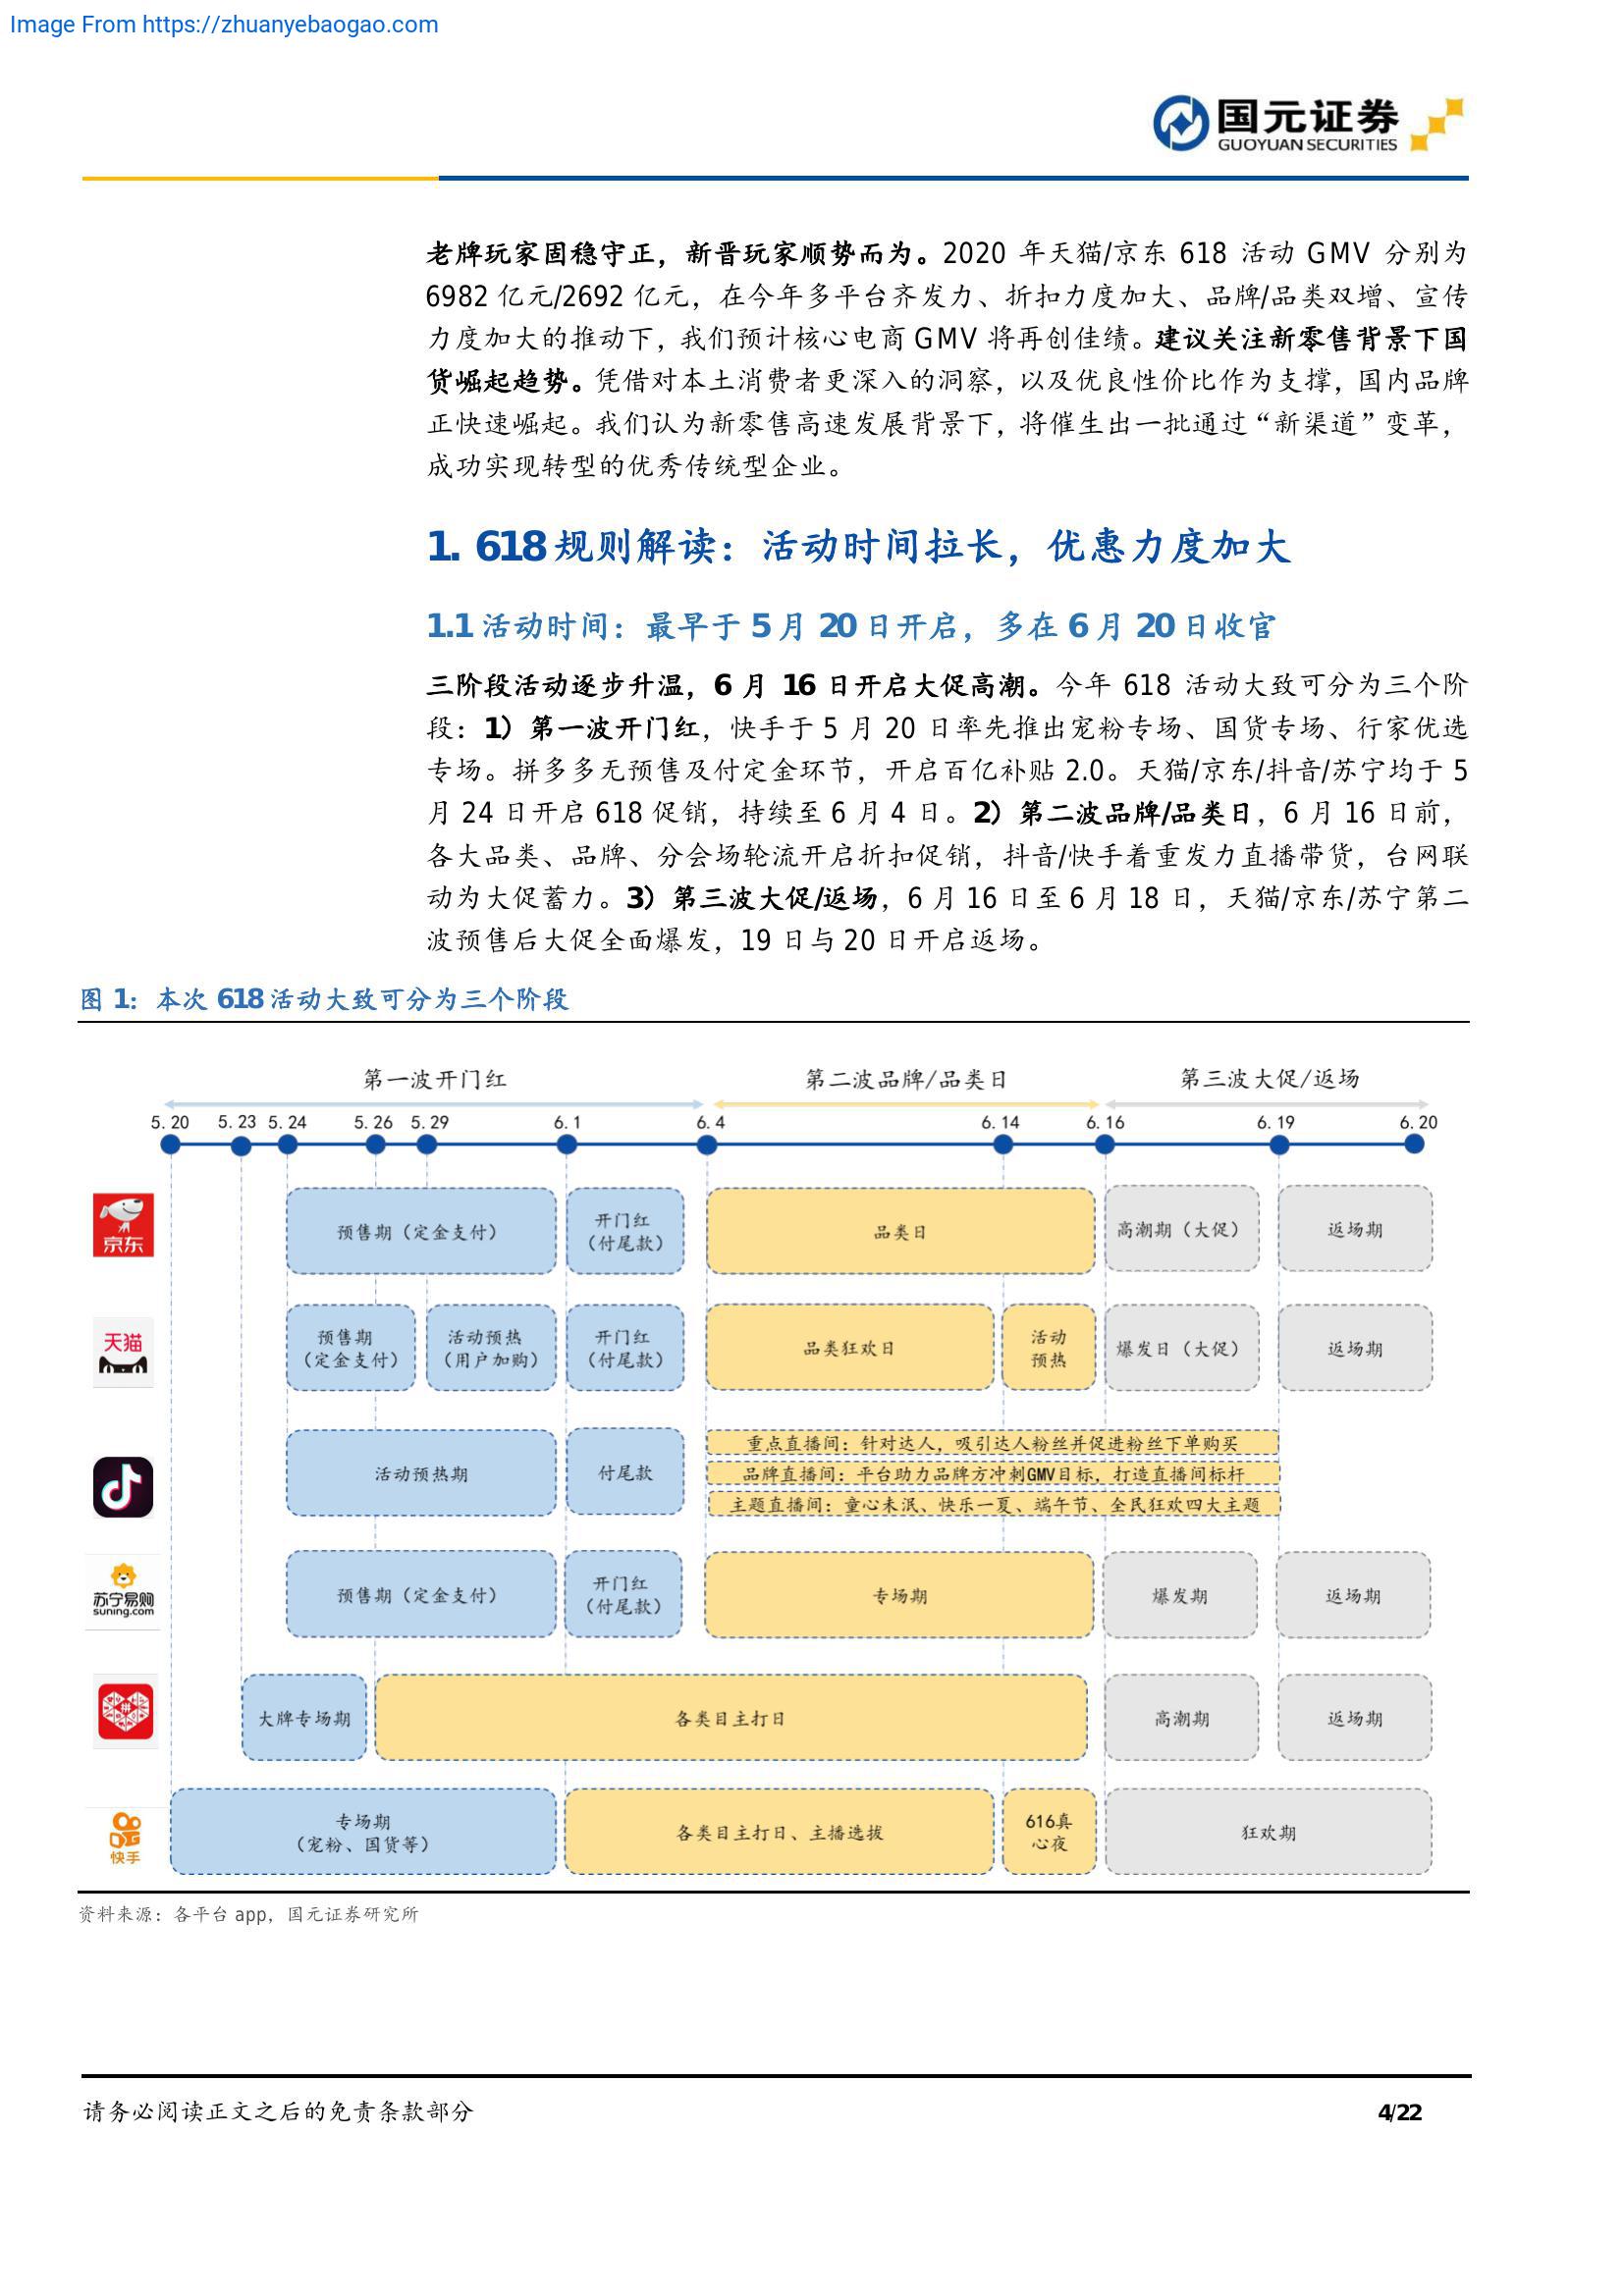 Image From https://zhuanyebaogao.com
国元证券
GUOYUAN SECURITIES
老牌玩家固稳守正，新晋玩家顺势而为。2020 年天猫/京东 618 活动 GMV 分别为
6982 亿元/2692 亿元，在今年多平台齐发力、折扣力度加大、品牌/品类双增、宣传
力度加大的推动下，我们预计核心电商 GMV 将再创佳绩。建议关注新零售背景下国
货崛起趋势。凭借对本土消费者更深入的洞察，以及优良性价比作为支撑，国内品牌
正快速崛起。我们认为新零售高速发展背景下，将催生出一批通过“新渠道”变革，
成功实现转型的优秀传统型企业。
1. 618 规则解读：活动时间拉长，优惠力度加大
1.1 活动时间：最早于 5 月 20 日开启，多在 6 月 20 日收官
三阶段活动逐步升温，6 月 16 日开启大促高潮。今年 618 活动大致可分为三个阶
段：1）第一波开门红，快手于 5 月 20 日率先推出宠粉专场、国货专场、行家优选
专场。拼多多无预售及付定金环节，开启百亿补贴 2.0。天猫/京东/抖音/苏宁均于 5
月 24 日开启 618 促销，持续至 6 月 4 日。2）第二波品牌/品类日，6 月 16 日前，
各大品类、品牌、分会场轮流开启折扣促销，抖音/快手着重发力直播带货，台网联
动为大促蓄力。3）第三波大促/返场，6 月 16 日至 6 月 18 日，天猫/京东/苏宁第二
波预售后大促全面爆发，19 日与 20 日开启返场。
图 1：本次 618 活动大致可分为三个阶段
第一波开门红 第二波品牌/品类日 第三波大促/返场
5.20 5.23 5.24 5.26 5.29 6.1 6.4 6.14 6.16 6.19 6.20
京东
预售期（定金支付）
开门红
（付尾款）
品类日
高潮期（大促）
返场期
天猫
预售期
（定金支付）
活动预热
（用户加购）
开门红
（付尾款）
品类狂欢日
活动
预热
爆发日（大促）
返场期
活动预热期
付尾款
重点直播间：针对达人，吸引达人粉丝并促进粉丝下单购买
品牌直播间：平台助力品牌方冲刺GMV目标，打造直播间标杆
主题直播间：童心未泯、快乐一夏、端午节、全民狂欢四大主题
苏宁易购
suning.com
预售期（定金支付）
开门红
（付尾款）
专场期
爆发期
返场期
拼
大牌专场期
各类目主打日
高潮期
返场期
快手
专场期
（宠粉、国货等）
各类目主打日、主播选拔
616真
心夜
狂欢期
资料来源：各平台 app，国元证券研究所
请务必阅读正文之后的免责条款部分
4/22